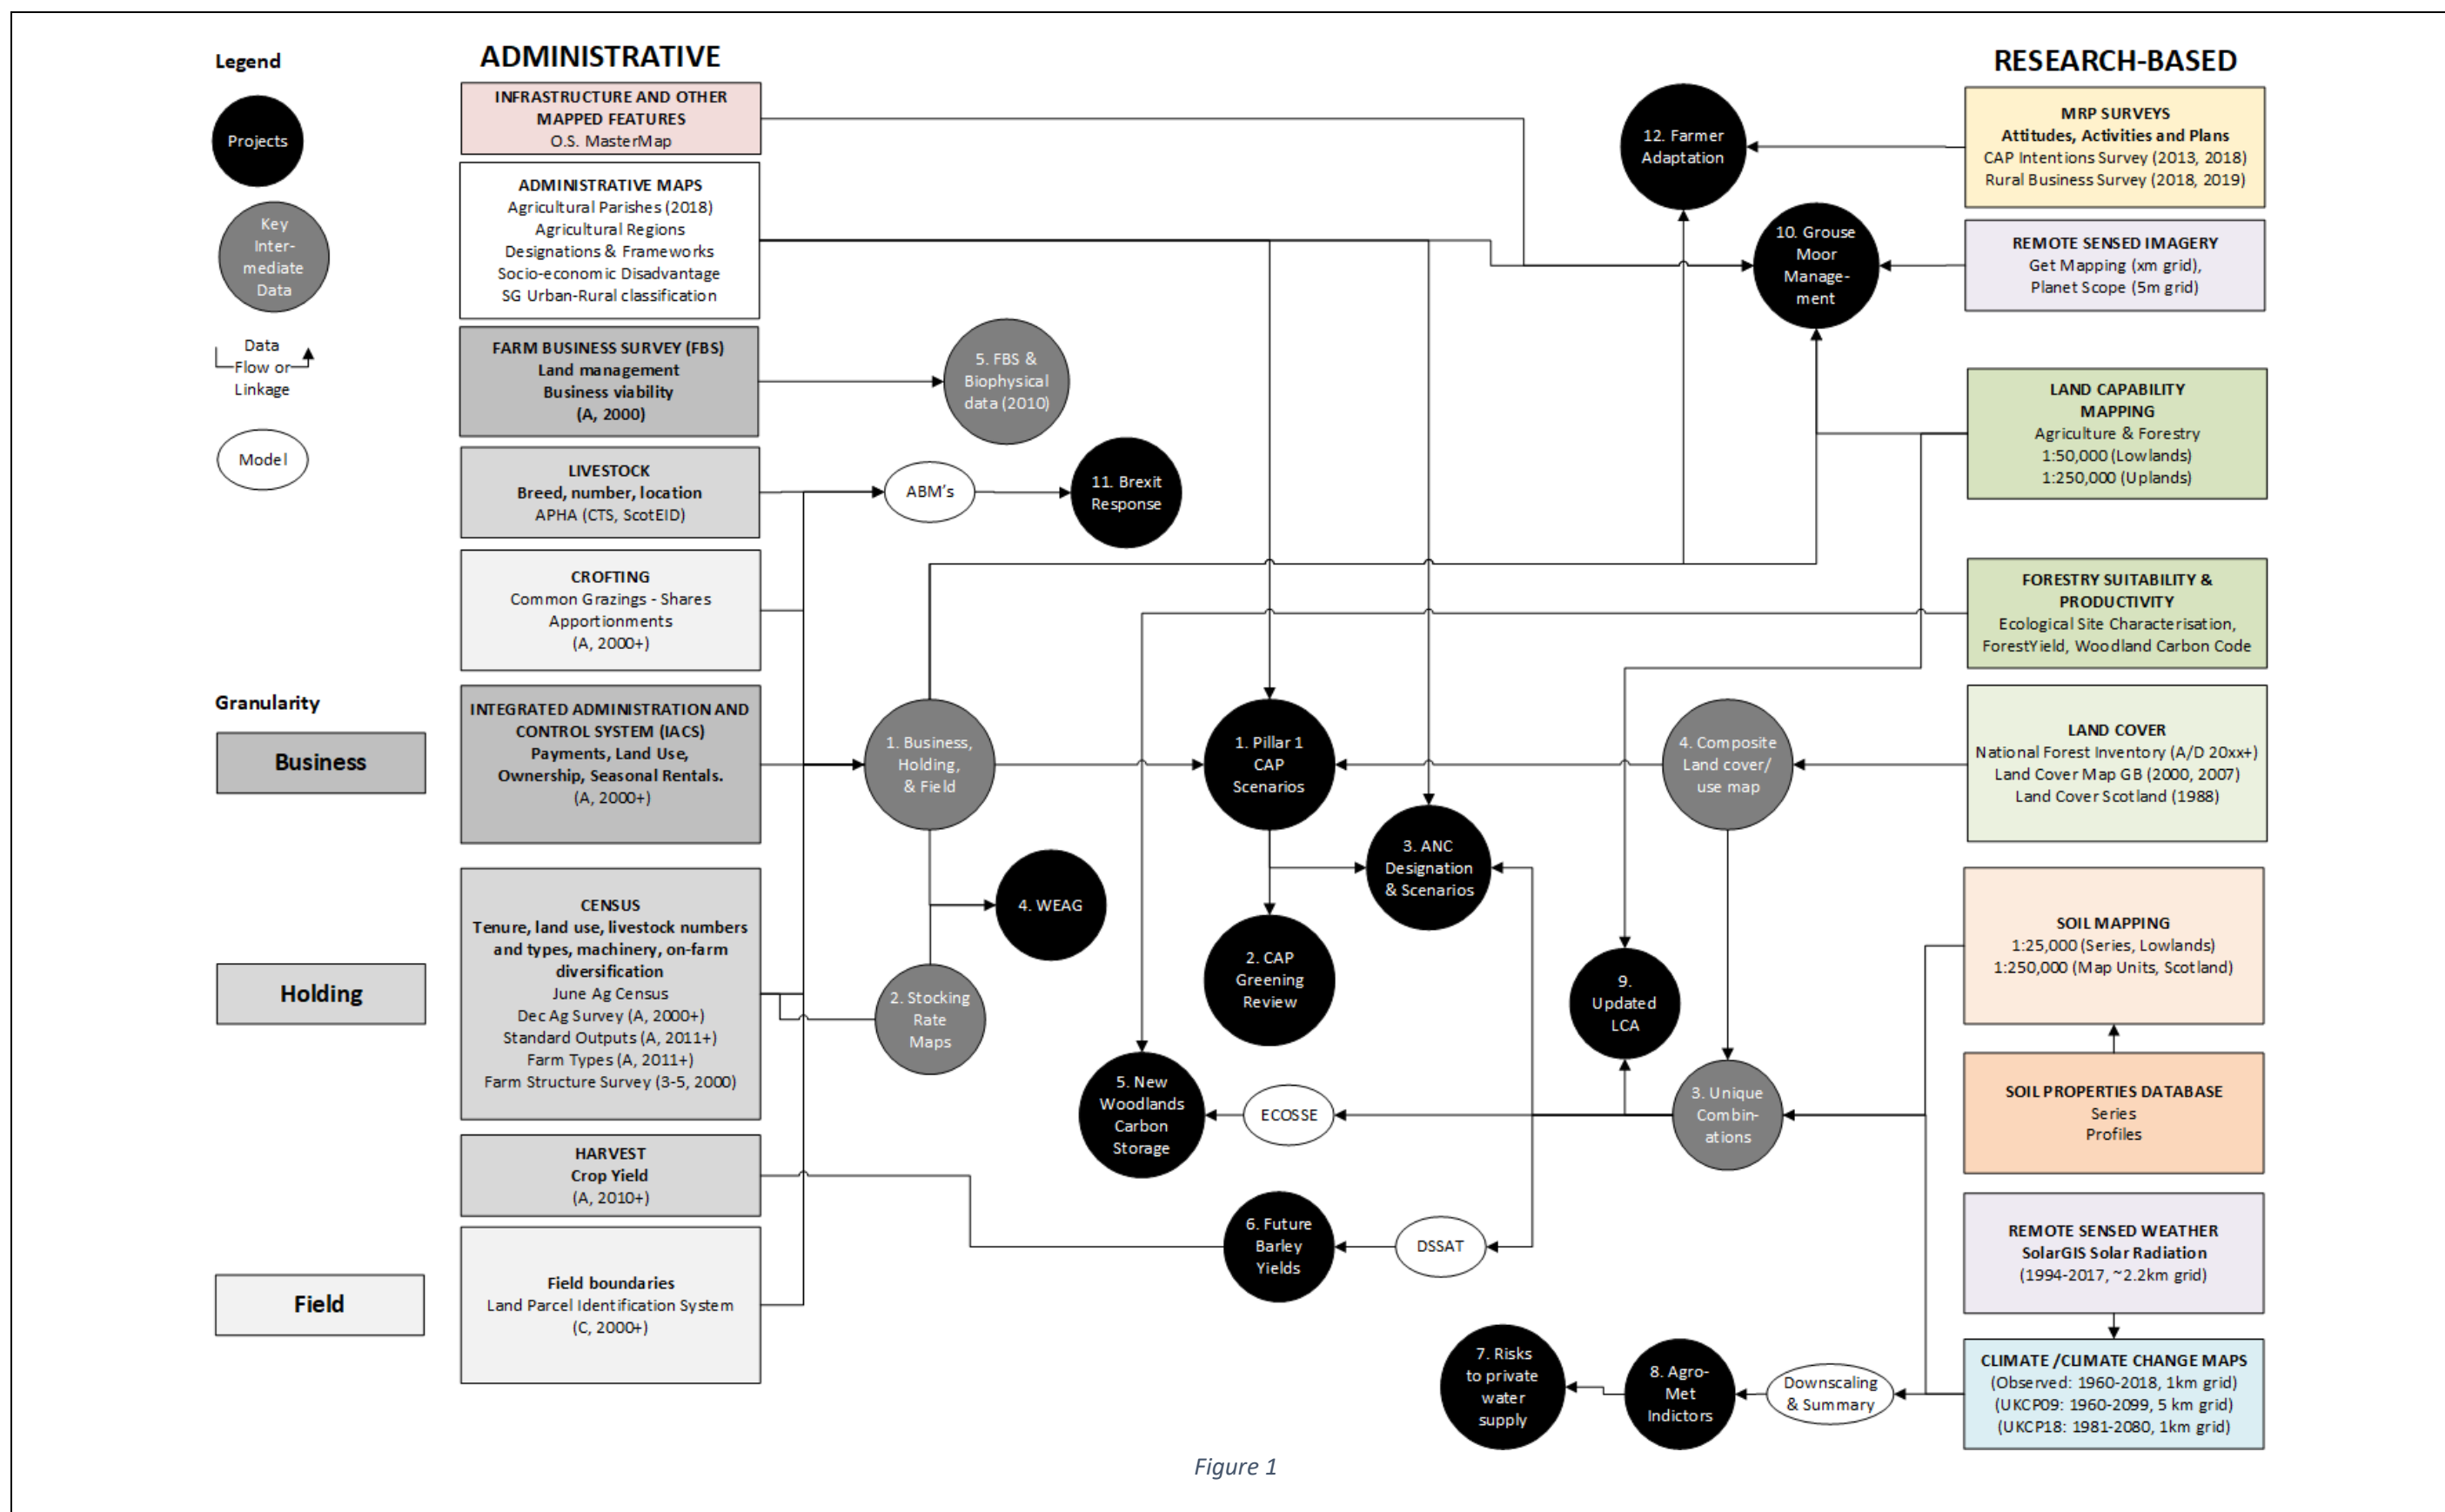 Legend
Projects
Key
Inter-
mediate
Data
Data
Flow or
Linkage
Model
Granularity
Business
Holding
Field
ADMINISTRATIVE
INFRASTRUCTURE AND OTHER
MAPPED FEATURES
O.S. MasterMap
ADMINISTRATIVE MAPS
Agricultural Parishes (2018)
Agricultural Regions
Designations & Frameworks
Socio-economic Disadvantage
SG Urban-Rural classification
FARM BUSINESS SURVEY (FBS)
Land management
Business viability
(A, 2000)
LIVESTOCK
Breed, number, location
APHA (CTS, ScotEID)
CROFTING
Common Grazings - Shares
Apportionments
(A, 2000+)
INTEGRATED ADMINISTRATION AND
CONTROL SYSTEM (IACS)
Payments, Land Use,
Ownership, Seasonal Rentals.
(A, 2000+)
CENSUS
Tenure, land use, livestock numbers
and types, machinery, on-farm
diversification
June Ag Census
Dec Ag Survey (A, 2000+)
Standard Outputs (A, 2011+)
Farm Types (A, 2011+)
Farm Structure Survey (3-5, 2000)
HARVEST
Crop Yield
(A, 2010+)
Field boundaries
Land Parcel Identification System
(C, 2000+)
5. FBS &
Biophysical
data (2010)
ABM's
11. Brexit
Response
1. Business,
Holding,
& Field
4. WEAG
2. Stocking
Rate
Maps
1. Pillar 1
CAP
Scenarios
3. ANC
Designation
& Scenarios
2. CAP
Greening
Review
5. New
Woodlands
Carbon
Storage
ECOSSE
6. Future
Barley
Yields
DSSAT
12. Farmer
Adaptation
10. Grouse
Moor
Manage-
ment
4. Composite
Land cover/
use map
9.
Updated
LCA
3. Unique
Combin-
ations
7. Risks
to private
water
supply
8. Agro-
Met
Indictors
Downscaling
& Summary
RESEARCH-BASED
MRP SURVEYS
Attitudes, Activities and Plans
CAP Intentions Survey (2013, 2018)
Rural Business Survey (2018, 2019)
REMOTE SENSED IMAGERY
Get Mapping (xm grid),
Planet Scope (5m grid)
LAND CAPABILITY
MAPPING
Agriculture & Forestry
1:50,000 (Lowlands)
1:250,000 (Uplands)
FORESTRY SUITABILITY &
PRODUCTIVITY
Ecological Site Characterisation,
ForestYield, Woodland Carbon Code
LAND COVER
National Forest Inventory (A/D 20xx+)
Land Cover Map GB (2000, 2007)
Land Cover Scotland (1988)
SOIL MAPPING
1:25,000 (Series, Lowlands)
1:250,000 (Map Units, Scotland)
SOIL PROPERTIES DATABASE
Series
Profiles
REMOTE SENSED WEATHER
SolarGIS Solar Radiation
(1994-2017, ~2.2km grid)
CLIMATE /CLIMATE CHANGE MAPS
(Observed: 1960-2018, 1km grid)
(UKCP09: 1960-2099, 5 km grid)
(UKCP18: 1981-2080, 1km grid)
Figure 1